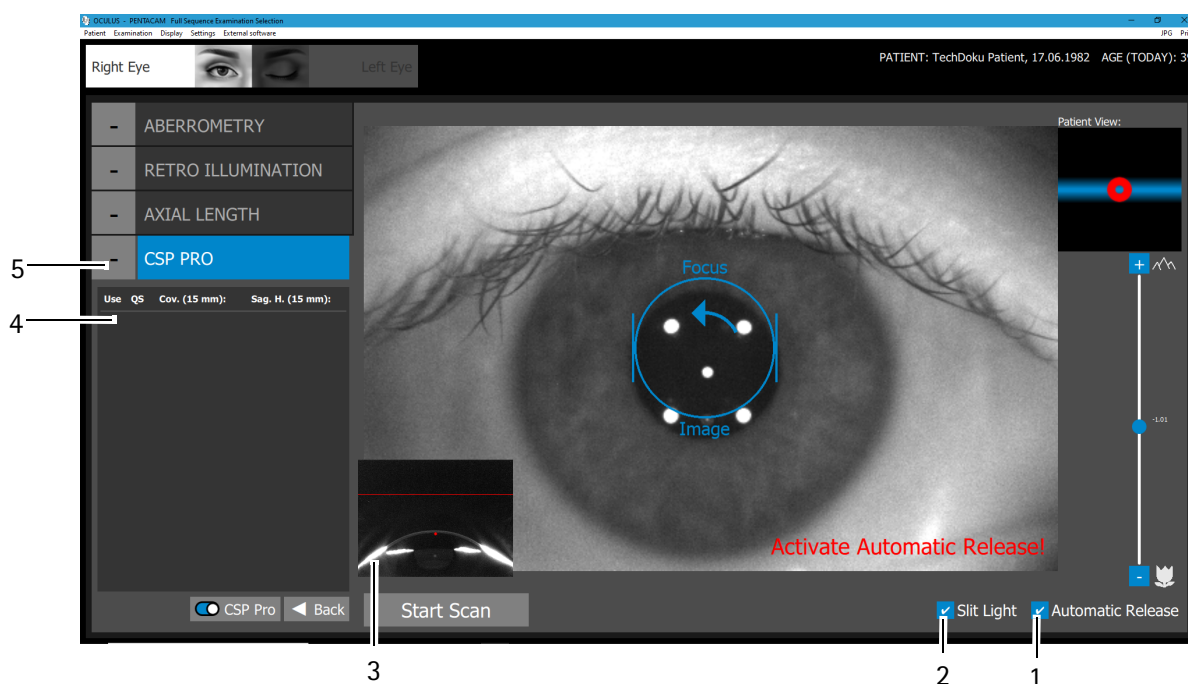 OCULUS - PENTACAM Full Sequence Examination Selection
Patient Examination Display Settings External software JPG Pri
Right Eye
Left Eye
PATIENT: TechDoku Patient, 17.06.1982 AGE (TODAY): 39
- ABERROMETRY
- RETRO ILLUMINATION
- AXIAL LENGTH
- CSP PRO
Use QS Cov. (15 mm): Sag. H. (15 mm):
Patient View:
+
Focus
Image
-1.01
-
Activate Automatic Release!
CSP Pro
Back
Start Scan
Slit Light
Automatic Release
5
4
3
2
1